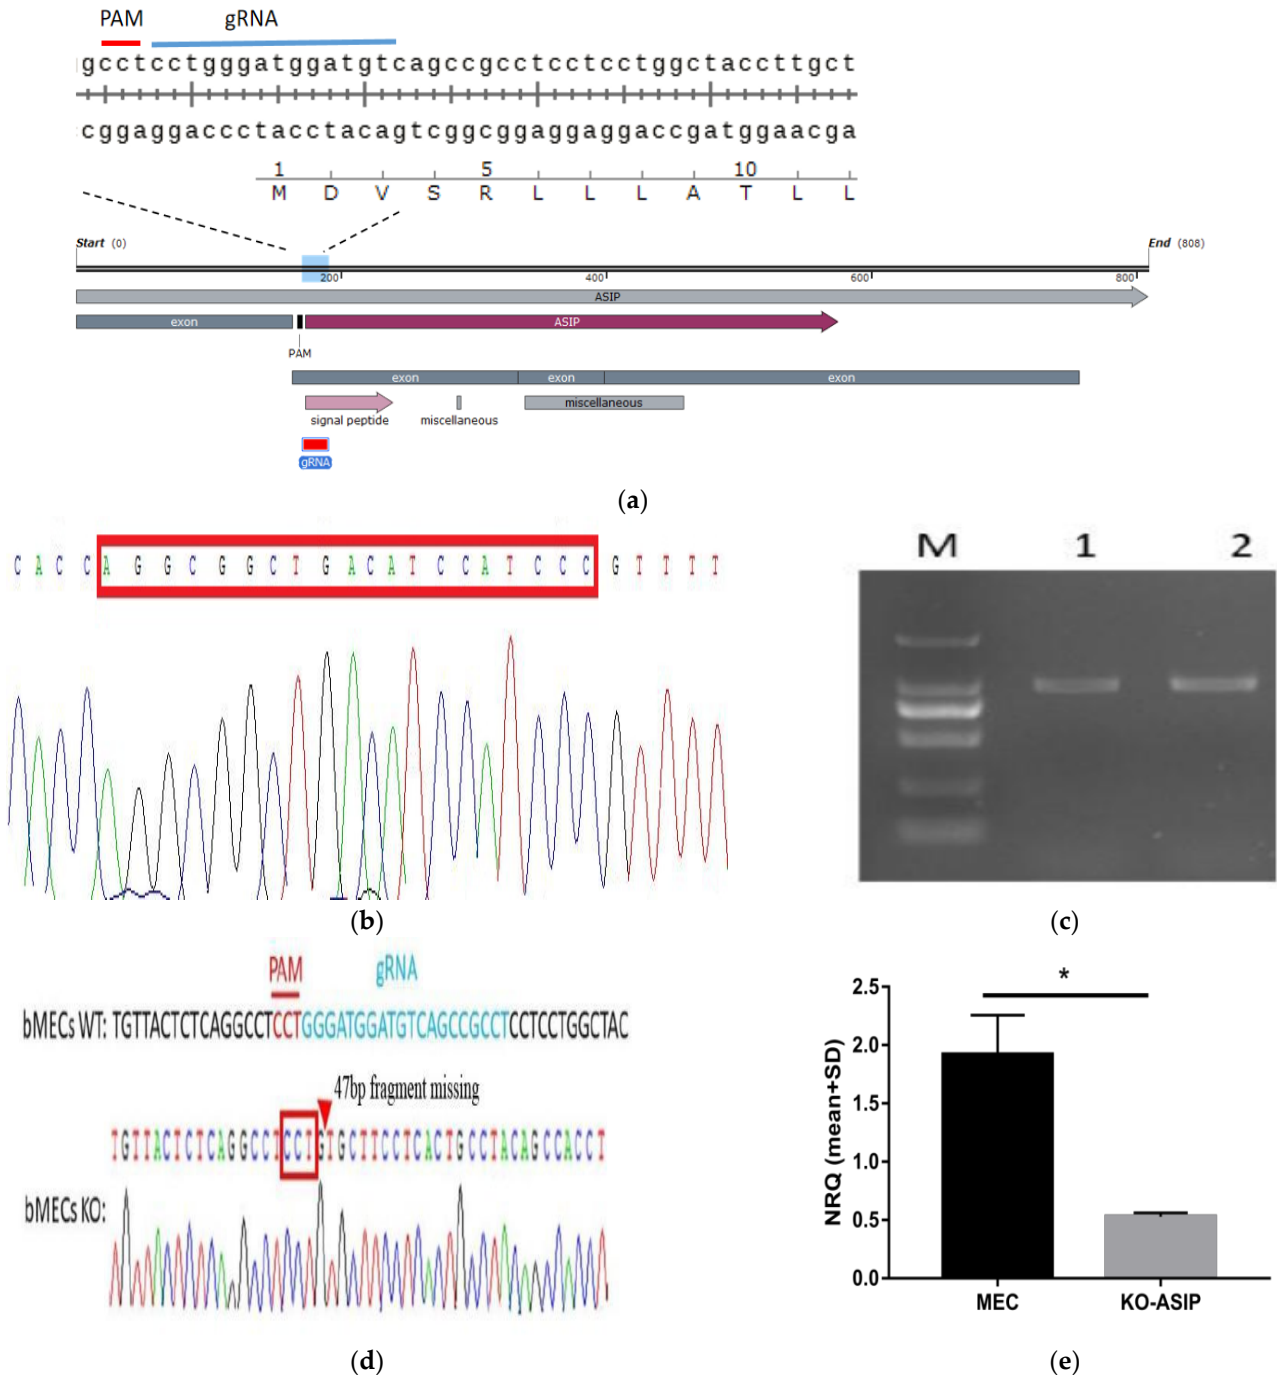 PAM gRNA
gcctcctgggatggatgtcagccgcctcctcctggctaccttgct
cggaggaccctacctacagtcggcggaggaggaccgatggaacga
1 5 10
M D V S R L L L A T L L
Start (0) End (808)
200 400 600 800
ASIP
exon ASIP
PAM
exon exon exon
signal peptide miscellaneous miscellaneous
gRNA
(a)
C A C C A G G C G G C T G A C A T C C A T C C C G T T T T
M 1 2
(b) (c)
PAM gRNA
bMECs WT: TGTTACTCTCAGGCCTCCTGGGATGGATGTCAGCCGCCTCCTCCTGGCTAC
47bp fragment missing
TGTTACTCTCAGGCCTCCTGTGCTTCCTCACTGCCTACAGCCACCT
bMECs KO:
(d)
*
NRQ (mean+SD)
2.5
2.0
1.5
1.0
0.5
0.0
MEC KO-ASIP
(e)